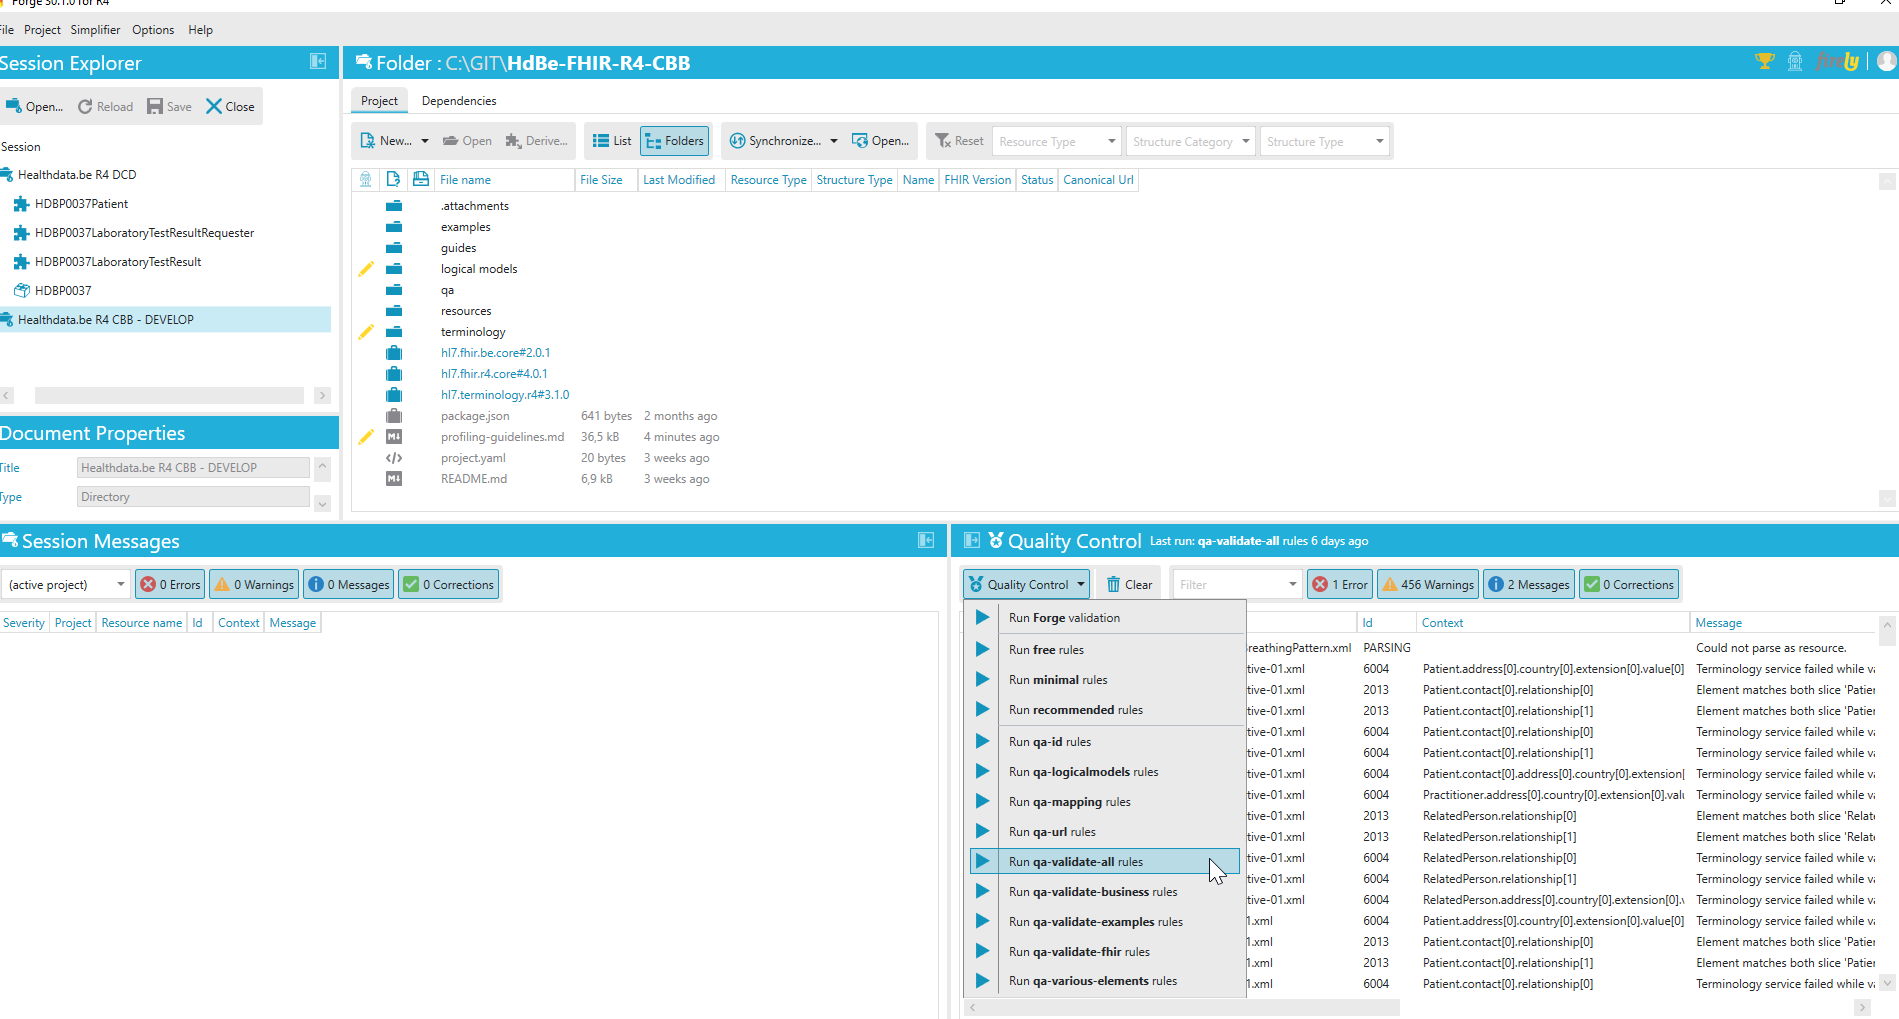 Forge 30.1.0 for R4
File Project Simplifier Options Help
Session Explorer
Open... Reload Save Close
Session
Healthdata.be R4 DCD
HDBP0037Patient
HDBP0037LaboratoryTestResultRequester
HDBP0037LaboratoryTestResult
HDBP0037
Healthdata.be R4 CBB - DEVELOP
Document Properties
Title Healthdata.be R4 CBB - DEVELOP
Type Directory
Folder : C:\GIT\HdBe-FHIR-R4-CBB
firely
Project Dependencies
New... Open Derive... List Folders Synchronize... Open... Reset Resource Type Structure Category Structure Type
File name File Size Last Modified Resource Type Structure Type Name FHIR Version Status Canonical Url
.attachments
examples
guides
logical models
qa
resources
terminology
hl7.fhir.be.core#2.0.1
hl7.fhir.r4.core#4.0.1
hl7.terminology.r4#3.1.0
package.json 641 bytes 2 months ago
M↓ profiling-guidelines.md 36,5 kB 4 minutes ago
</> project.yaml 20 bytes 3 weeks ago
M↓ README.md 6,9 kB 3 weeks ago
Session Messages
(active project) 0 Errors 0 Warnings 0 Messages 0 Corrections
Severity Project Resource name Id Context Message
Quality Control Last run: qa-validate-all rules 6 days ago
Quality Control Clear Filter 1 Error 456 Warnings 2 Messages 0 Corrections
Run Forge validation
Run free rules
Run minimal rules
Run recommended rules
Run qa-id rules
Run qa-logicalmodels rules
Run qa-mapping rules
Run qa-url rules
Run qa-validate-all rules
Run qa-validate-business rules
Run qa-validate-examples rules
Run qa-validate-fhir rules
Run qa-various-elements rules
Id Context Message
reathingPattern.xml PARSING Could not parse as resource.
tive-01.xml 6004 Patient.address[0].country[0].extension[0].value[0] Terminology service failed while va
tive-01.xml 2013 Patient.contact[0].relationship[0] Element matches both slice 'Patier
tive-01.xml 2013 Patient.contact[0].relationship[1] Element matches both slice 'Patier
tive-01.xml 6004 Patient.contact[0].relationship[0] Terminology service failed while va
tive-01.xml 6004 Patient.contact[0].relationship[1] Terminology service failed while va
tive-01.xml 6004 Patient.contact[0].address[0].country[0].extension[ Terminology service failed while va
tive-01.xml 6004 Practitioner.address[0].country[0].extension[0].valu Terminology service failed while va
tive-01.xml 2013 RelatedPerson.relationship[0] Element matches both slice 'Relate
tive-01.xml 2013 RelatedPerson.relationship[1] Element matches both slice 'Relate
tive-01.xml 6004 RelatedPerson.relationship[0] Terminology service failed while va
tive-01.xml 6004 RelatedPerson.relationship[1] Terminology service failed while va
tive-01.xml 6004 RelatedPerson.address[0].country[0].extension[0].v Terminology service failed while va
1.xml 6004 Patient.address[0].country[0].extension[0].value[0] Terminology service failed while va
1.xml 2013 Patient.contact[0].relationship[0] Element matches both slice 'Patier
1.xml 2013 Patient.contact[0].relationship[1] Element matches both slice 'Patier
1.xml 6004 Patient.contact[0].relationship[0] Terminology service failed while va